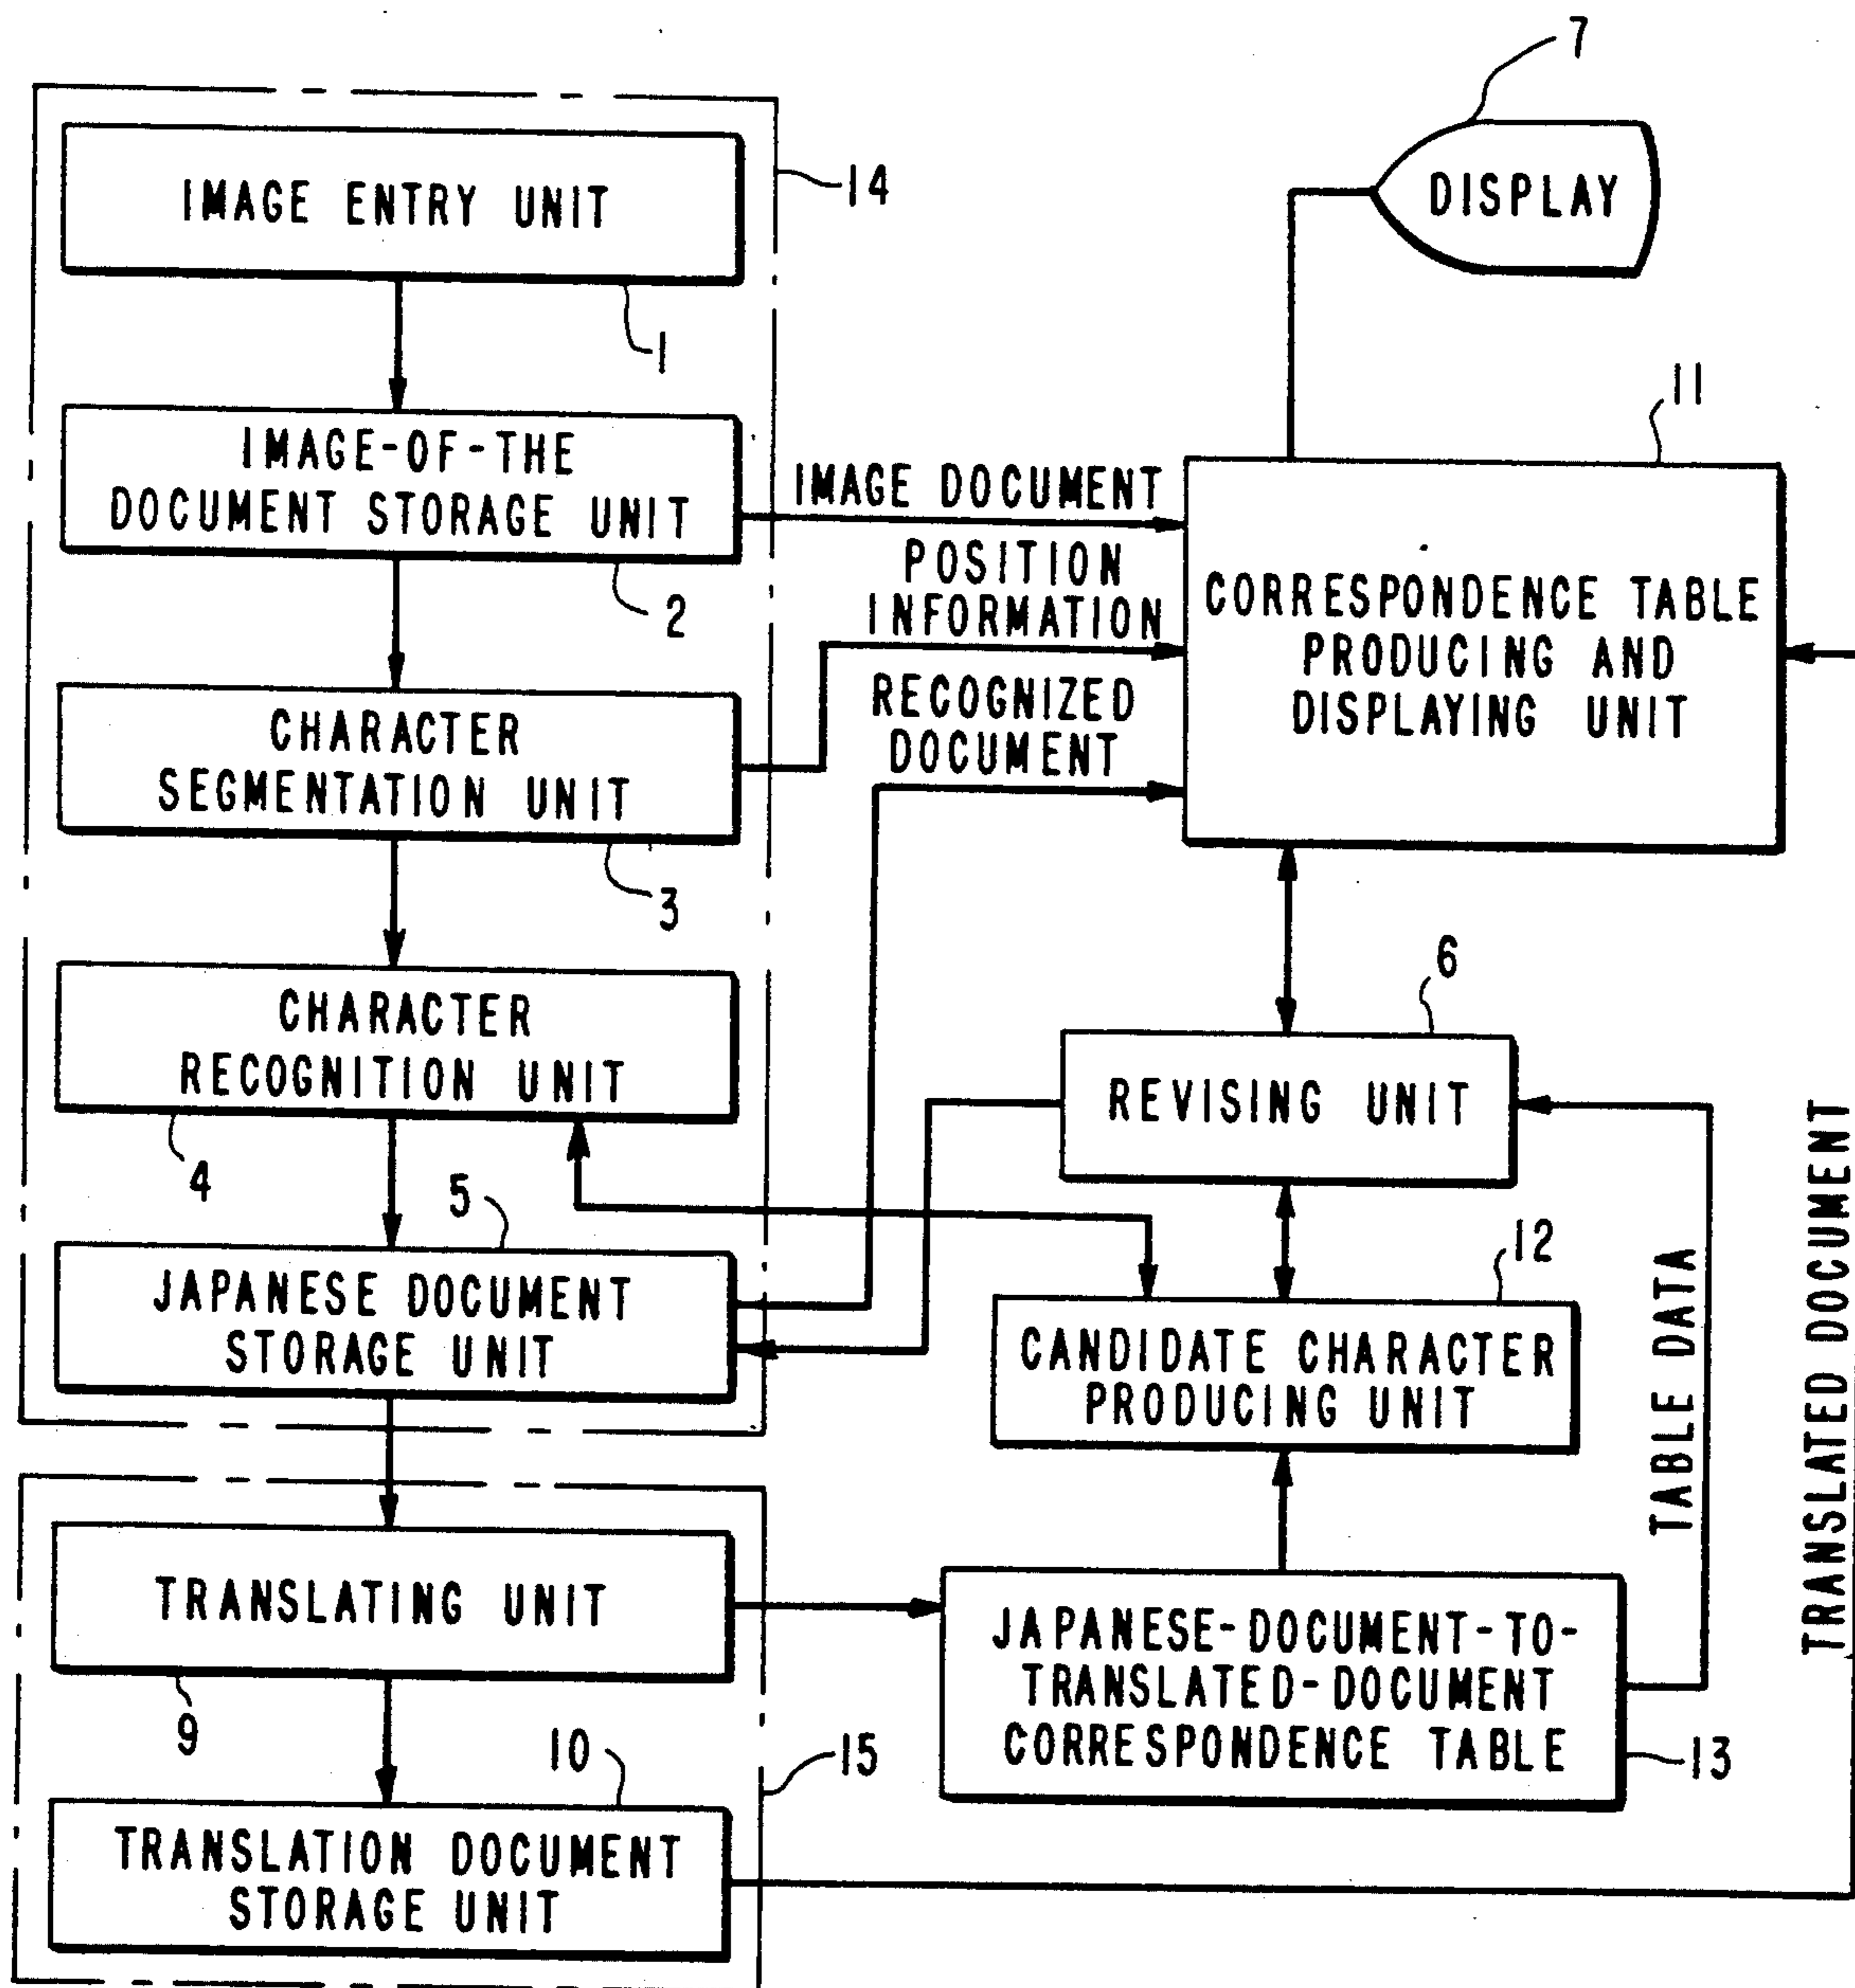 7
IMAGE ENTRY UNIT
14
DISPLAY
1
11
IMAGE-OF-THE
DOCUMENT STORAGE UNIT
2
IMAGE DOCUMENT
POSITION
INFORMATION
RECOGNIZED
DOCUMENT
CORRESPONDENCE TABLE
PRODUCING AND
DISPLAYING UNIT
CHARACTER
SEGMENTATION UNIT
3
6
CHARACTER
RECOGNITION UNIT
4
REVISING UNIT
5
12
JAPANESE DOCUMENT
STORAGE UNIT
CANDIDATE CHARACTER
PRODUCING UNIT
TABLE DATA
TRANSLATED DOCUMENT
TRANSLATING UNIT
9
JAPANESE-DOCUMENT-TO-
TRANSLATED-DOCUMENT
CORRESPONDENCE TABLE
13
10
15
TRANSLATION DOCUMENT
STORAGE UNIT